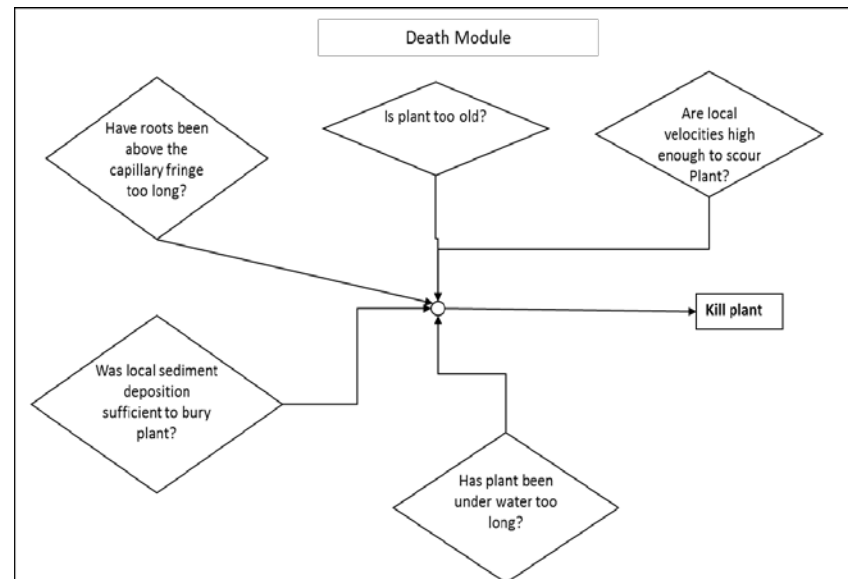 Death Module
Have roots been
above the
capillary fringe
too long?
Is plant too old?
Are local
velocities high
enough to scour
Plant?
Kill plant
Was local sediment
deposition
sufficient to bury
plant?
Has plant been
under water too
long?